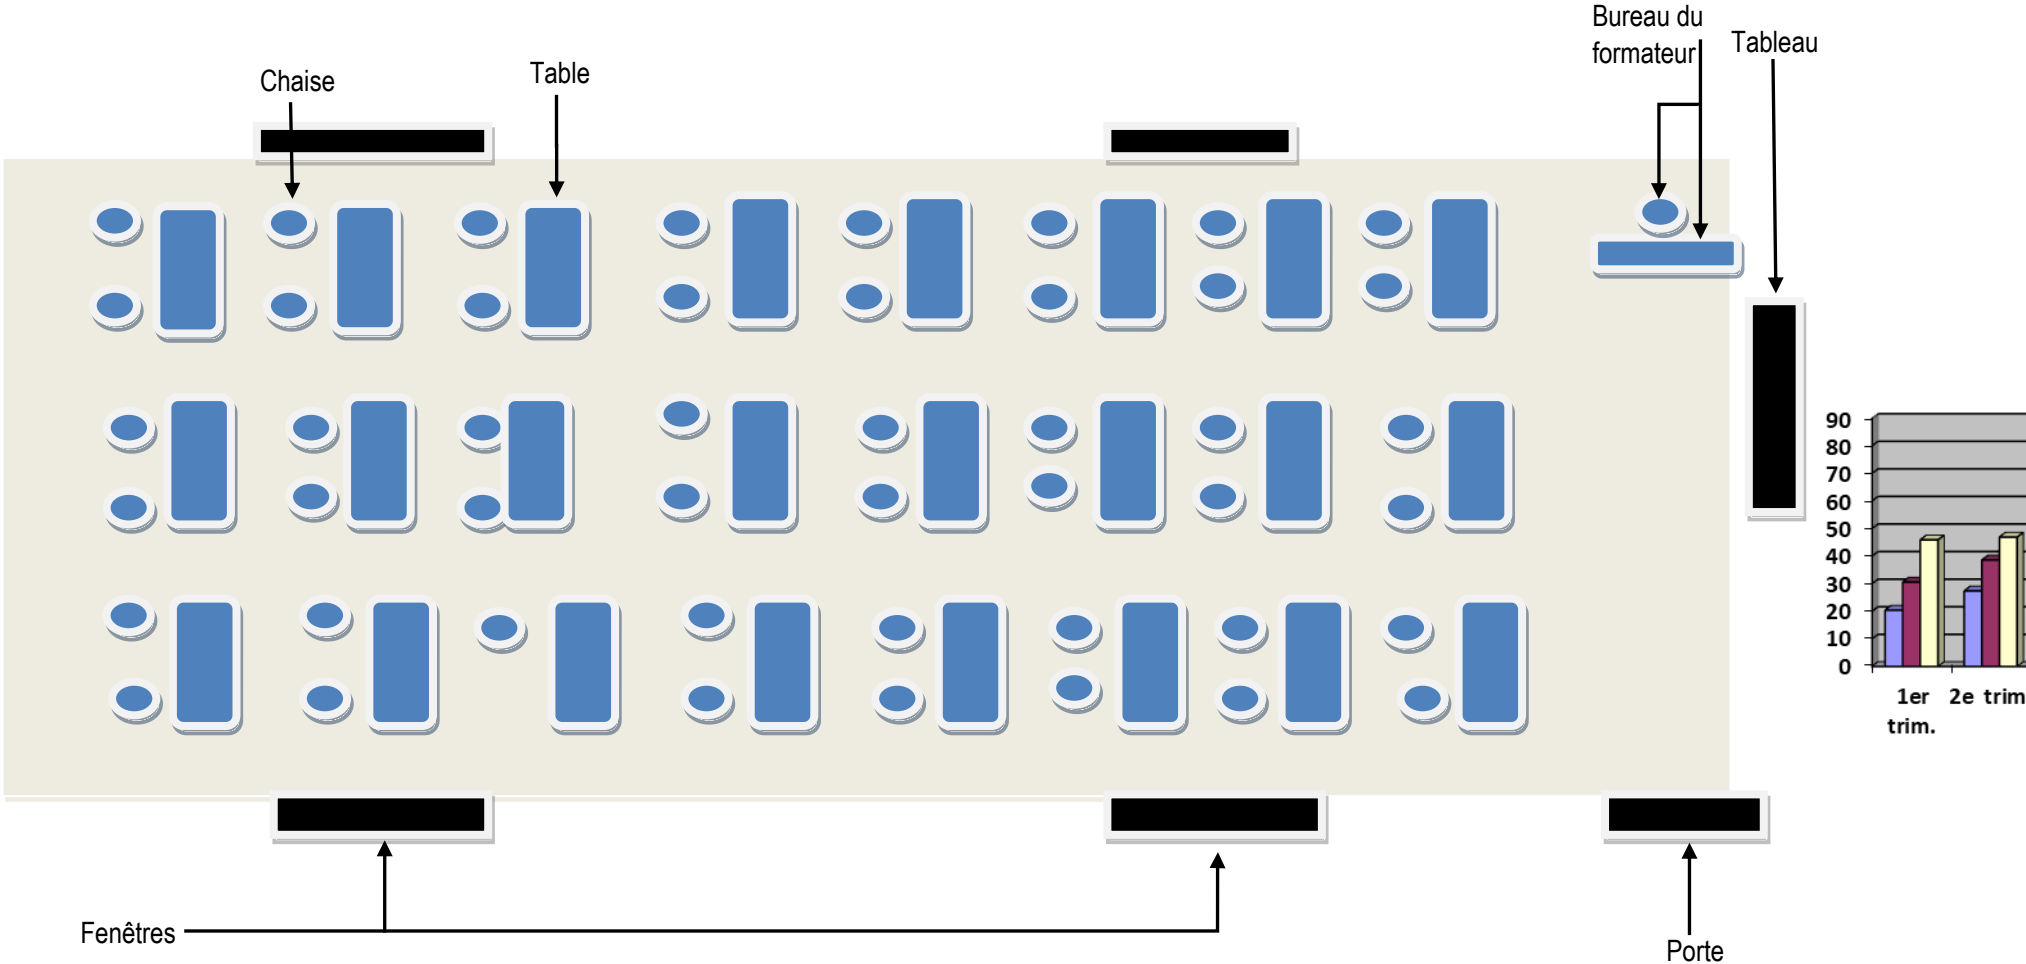 Bureau du
formateur
Tableau
Table
Chaise
90
80
70
60
50
40
30
20
10
0
1er
trim.
2e trim
Fenêtres
Porte